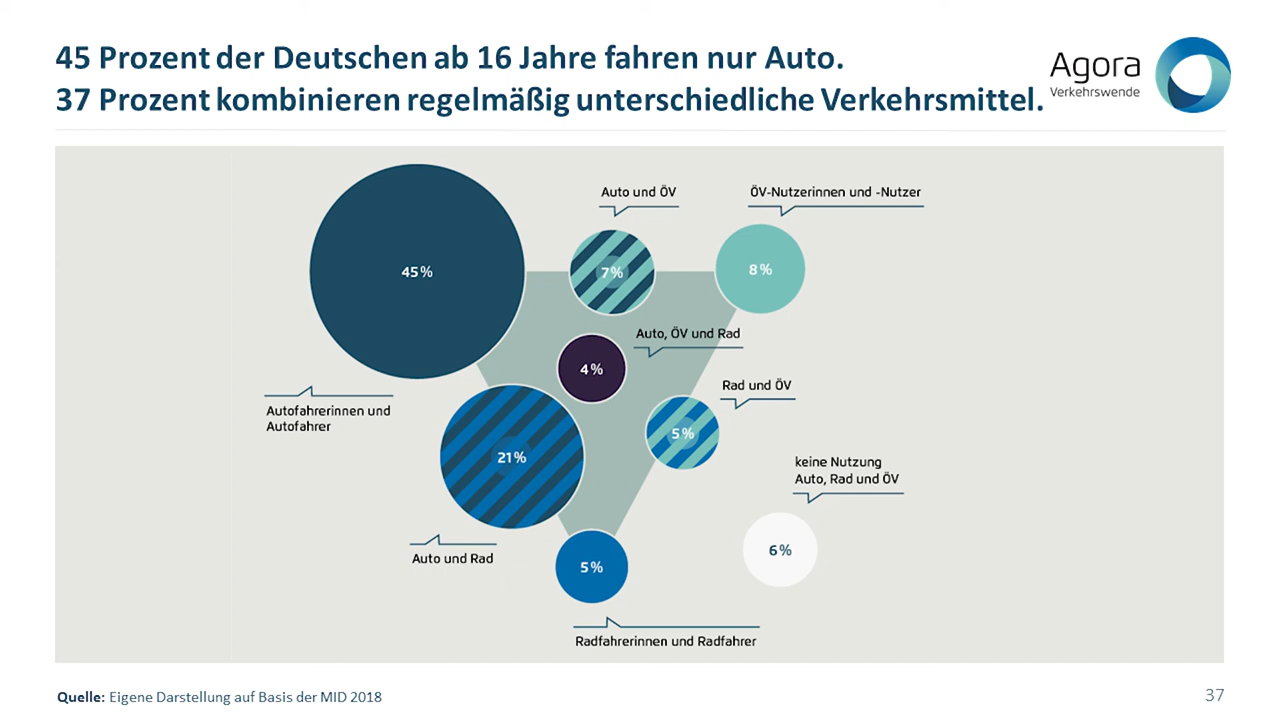 45 Prozent der Deutschen ab 16 Jahre fahren nur Auto.
37 Prozent kombinieren regelmäßig unterschiedliche Verkehrsmittel.
Agora
Verkehrswende
Auto und ÖV
ÖV-Nutzerinnen und -Nutzer
45 %
7 %
8 %
Auto, ÖV und Rad
4 %
Rad und ÖV
Autofahrerinnen und
Autofahrer
5 %
21 %
keine Nutzung
Auto, Rad und ÖV
6 %
Auto und Rad
5 %
Radfahrerinnen und Radfahrer
Quelle: Eigene Darstellung auf Basis der MID 2018
37